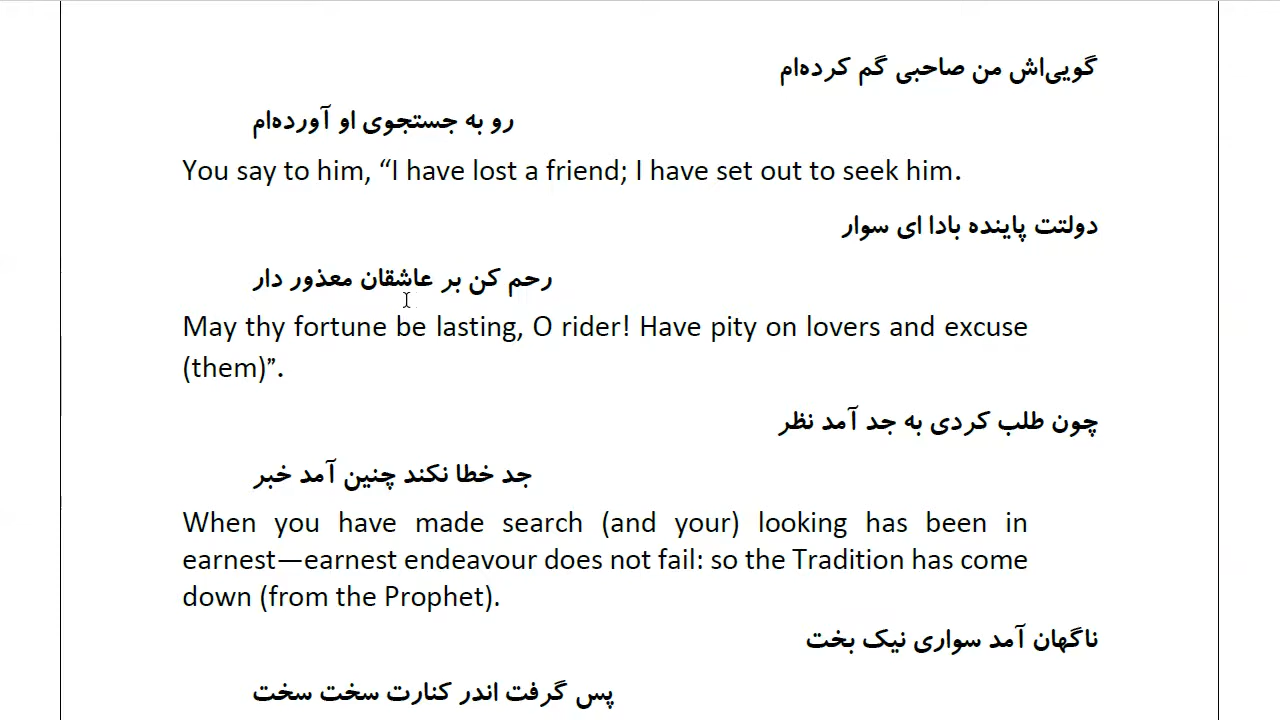 گویی‌اش من صاحبی گم کرده‌ام
رو به جستجوی او آورده‌ام
You say to him, “I have lost a friend; I have set out to seek him.
دولتت پاینده بادا ای سوار
رحم کن بر عاشقان معذور دار
May thy fortune be lasting, O rider! Have pity on lovers and excuse
(them)”.
چون طلب کردی به جد آمد نظر
جد خطا نکند چنین آمد خبر
When you have made search (and your) looking has been in
earnest—earnest endeavour does not fail: so the Tradition has come
down (from the Prophet).
ناگهان آمد سواری نیک بخت
پس گرفت اندر کنارت سخت سخت